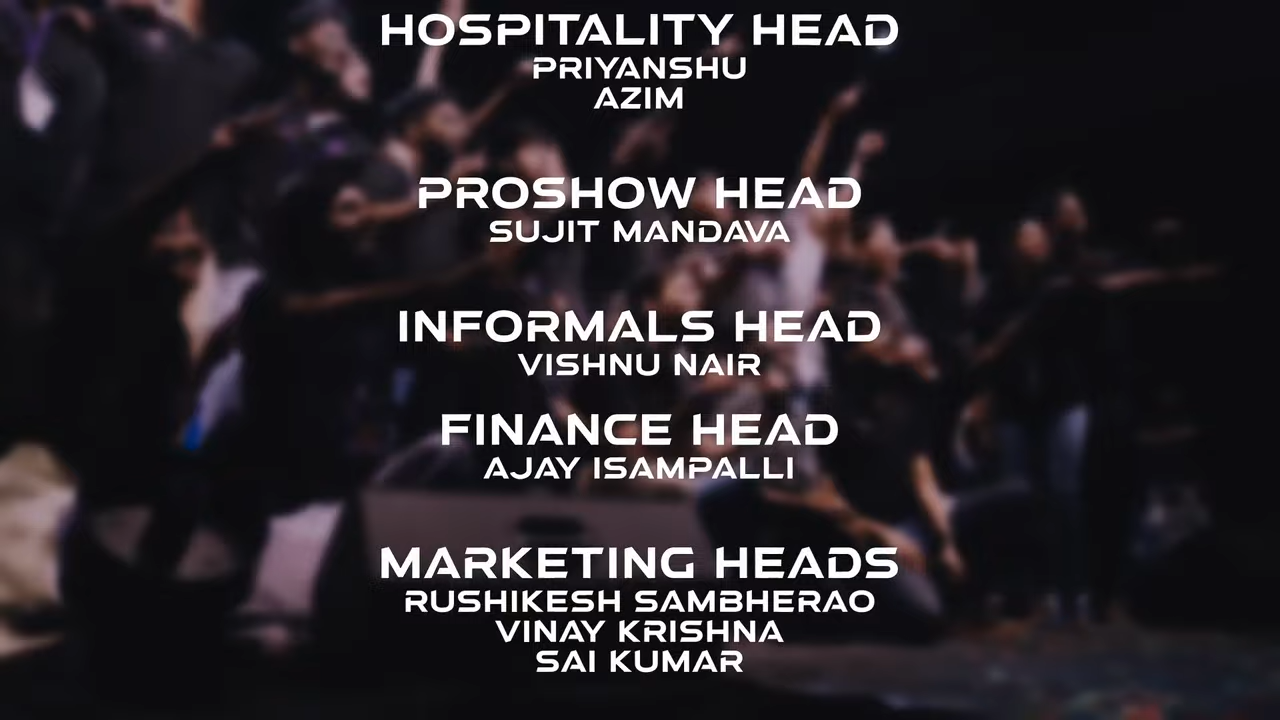 HOSPITALITY HEAD
PRIYANSHU
AZIM
PROSHOW HEAD
SUJIT MANDAVA
INFORMALS HEAD
VISHNU NAIR
FINANCE HEAD
AJAY ISAMPALLI
MARKETING HEADS
RUSHIKESH SAMBHERAO
VINAY KRISHNA
SAI KUMAR